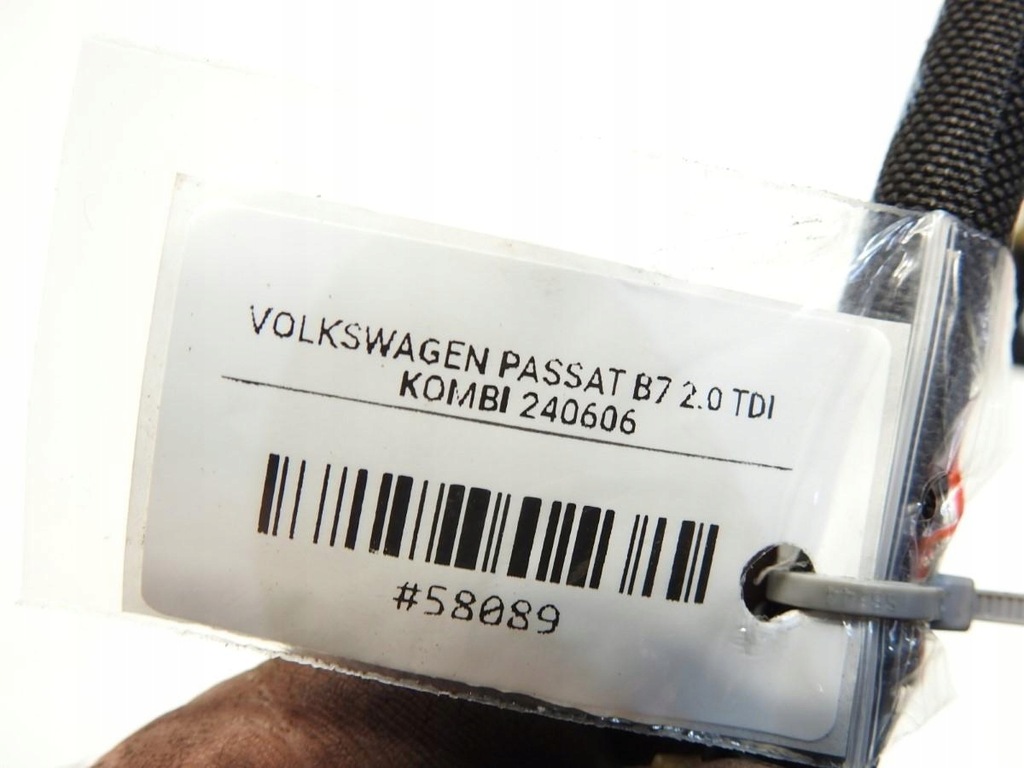 VOLKSWAGEN PASSAT B7 2.0 TDI
KOMBI 240606
#58089